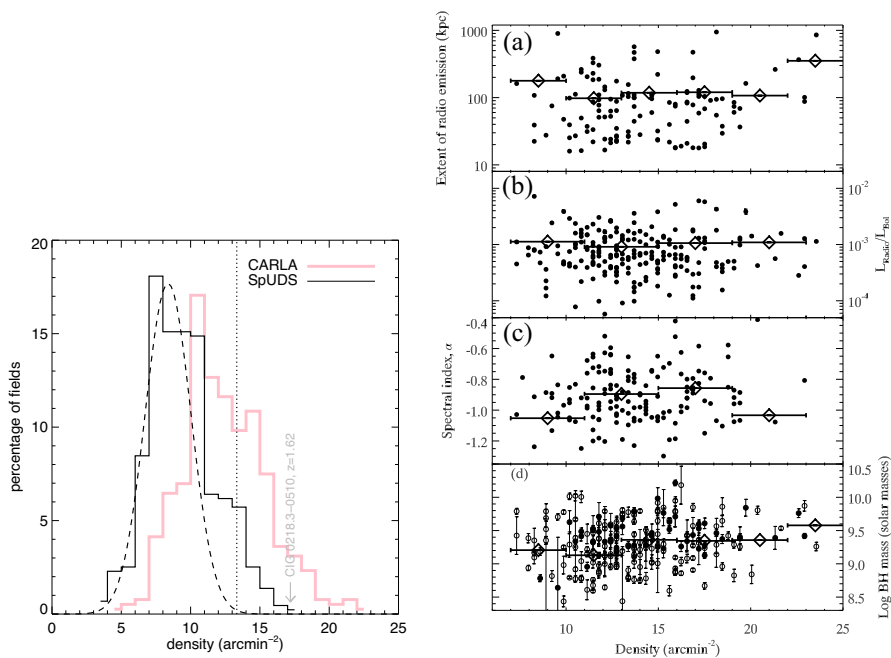 20
15
10
5
0
percentage of fields
CARLA
SpUDS
ClG 0218.3-0510, z=1.62
0 5 10 15 20 25
density (arcmin⁻²)
(a)
1000
100
10
Extent of radio emission (kpc)
(b)
10⁻²
10⁻³
10⁻⁴
L_Radio/L_Bol
(c)
-0.4
-0.6
-0.8
-1.0
-1.2
Spectral index, α
(d)
10.5
10.0
9.5
9.0
8.5
Log BH mass (solar masses)
10 15 20 25
Density (arcmin⁻²)